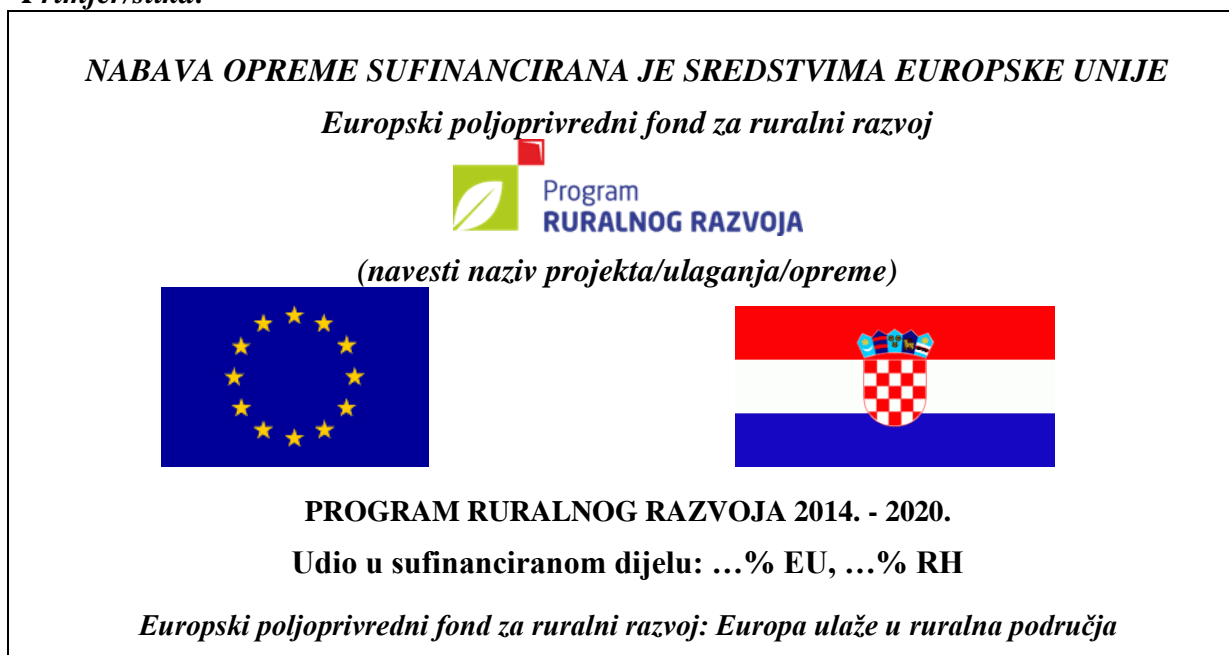 NABAVA OPREME SUFINANCIRANA JE SREDSTVIMA EUROPSKE UNIJE
Europski poljoprivredni fond za ruralni razvoj
Program
RURALNOG RAZVOJA
(navesti naziv projekta/ulaganja/opreme)
PROGRAM RURALNOG RAZVOJA 2014. - 2020.
Udio u sufinanciranom dijelu: …% EU, …% RH
Europski poljoprivredni fond za ruralni razvoj: Europa ulaže u ruralna područja